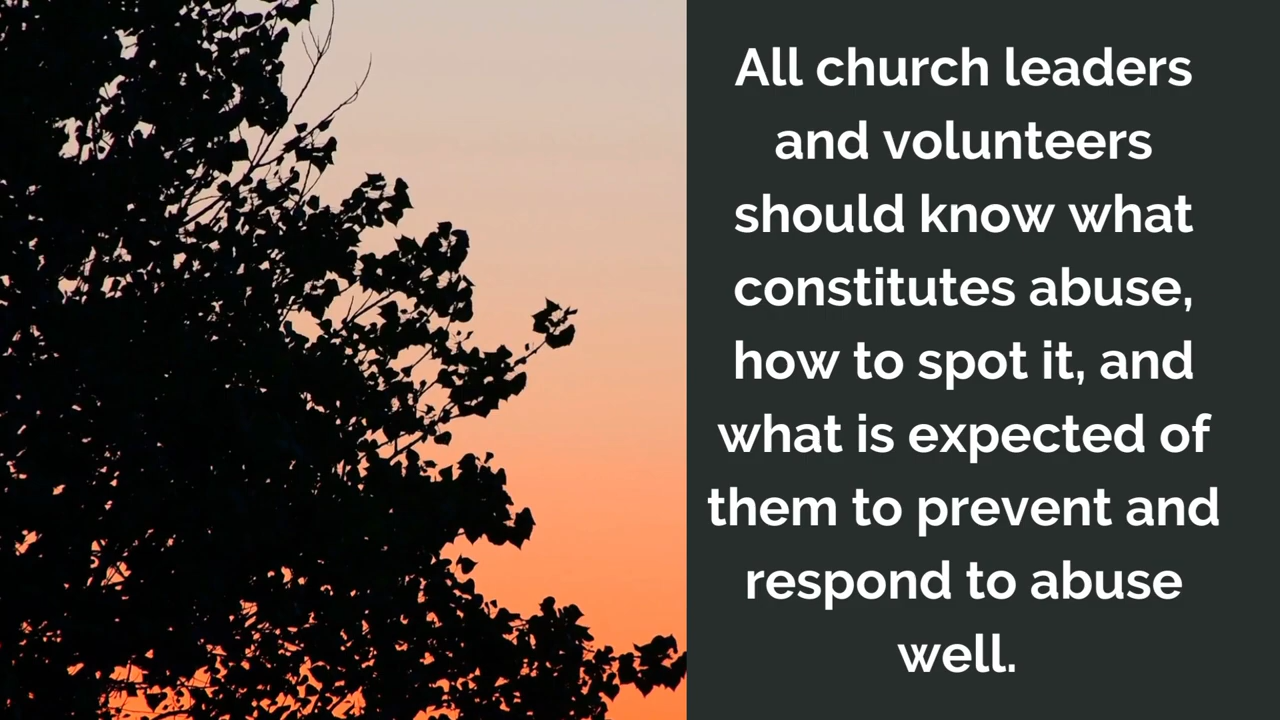 All church leaders
and volunteers
should know what
constitutes abuse,
how to spot it, and
what is expected of
them to prevent and
respond to abuse
well.